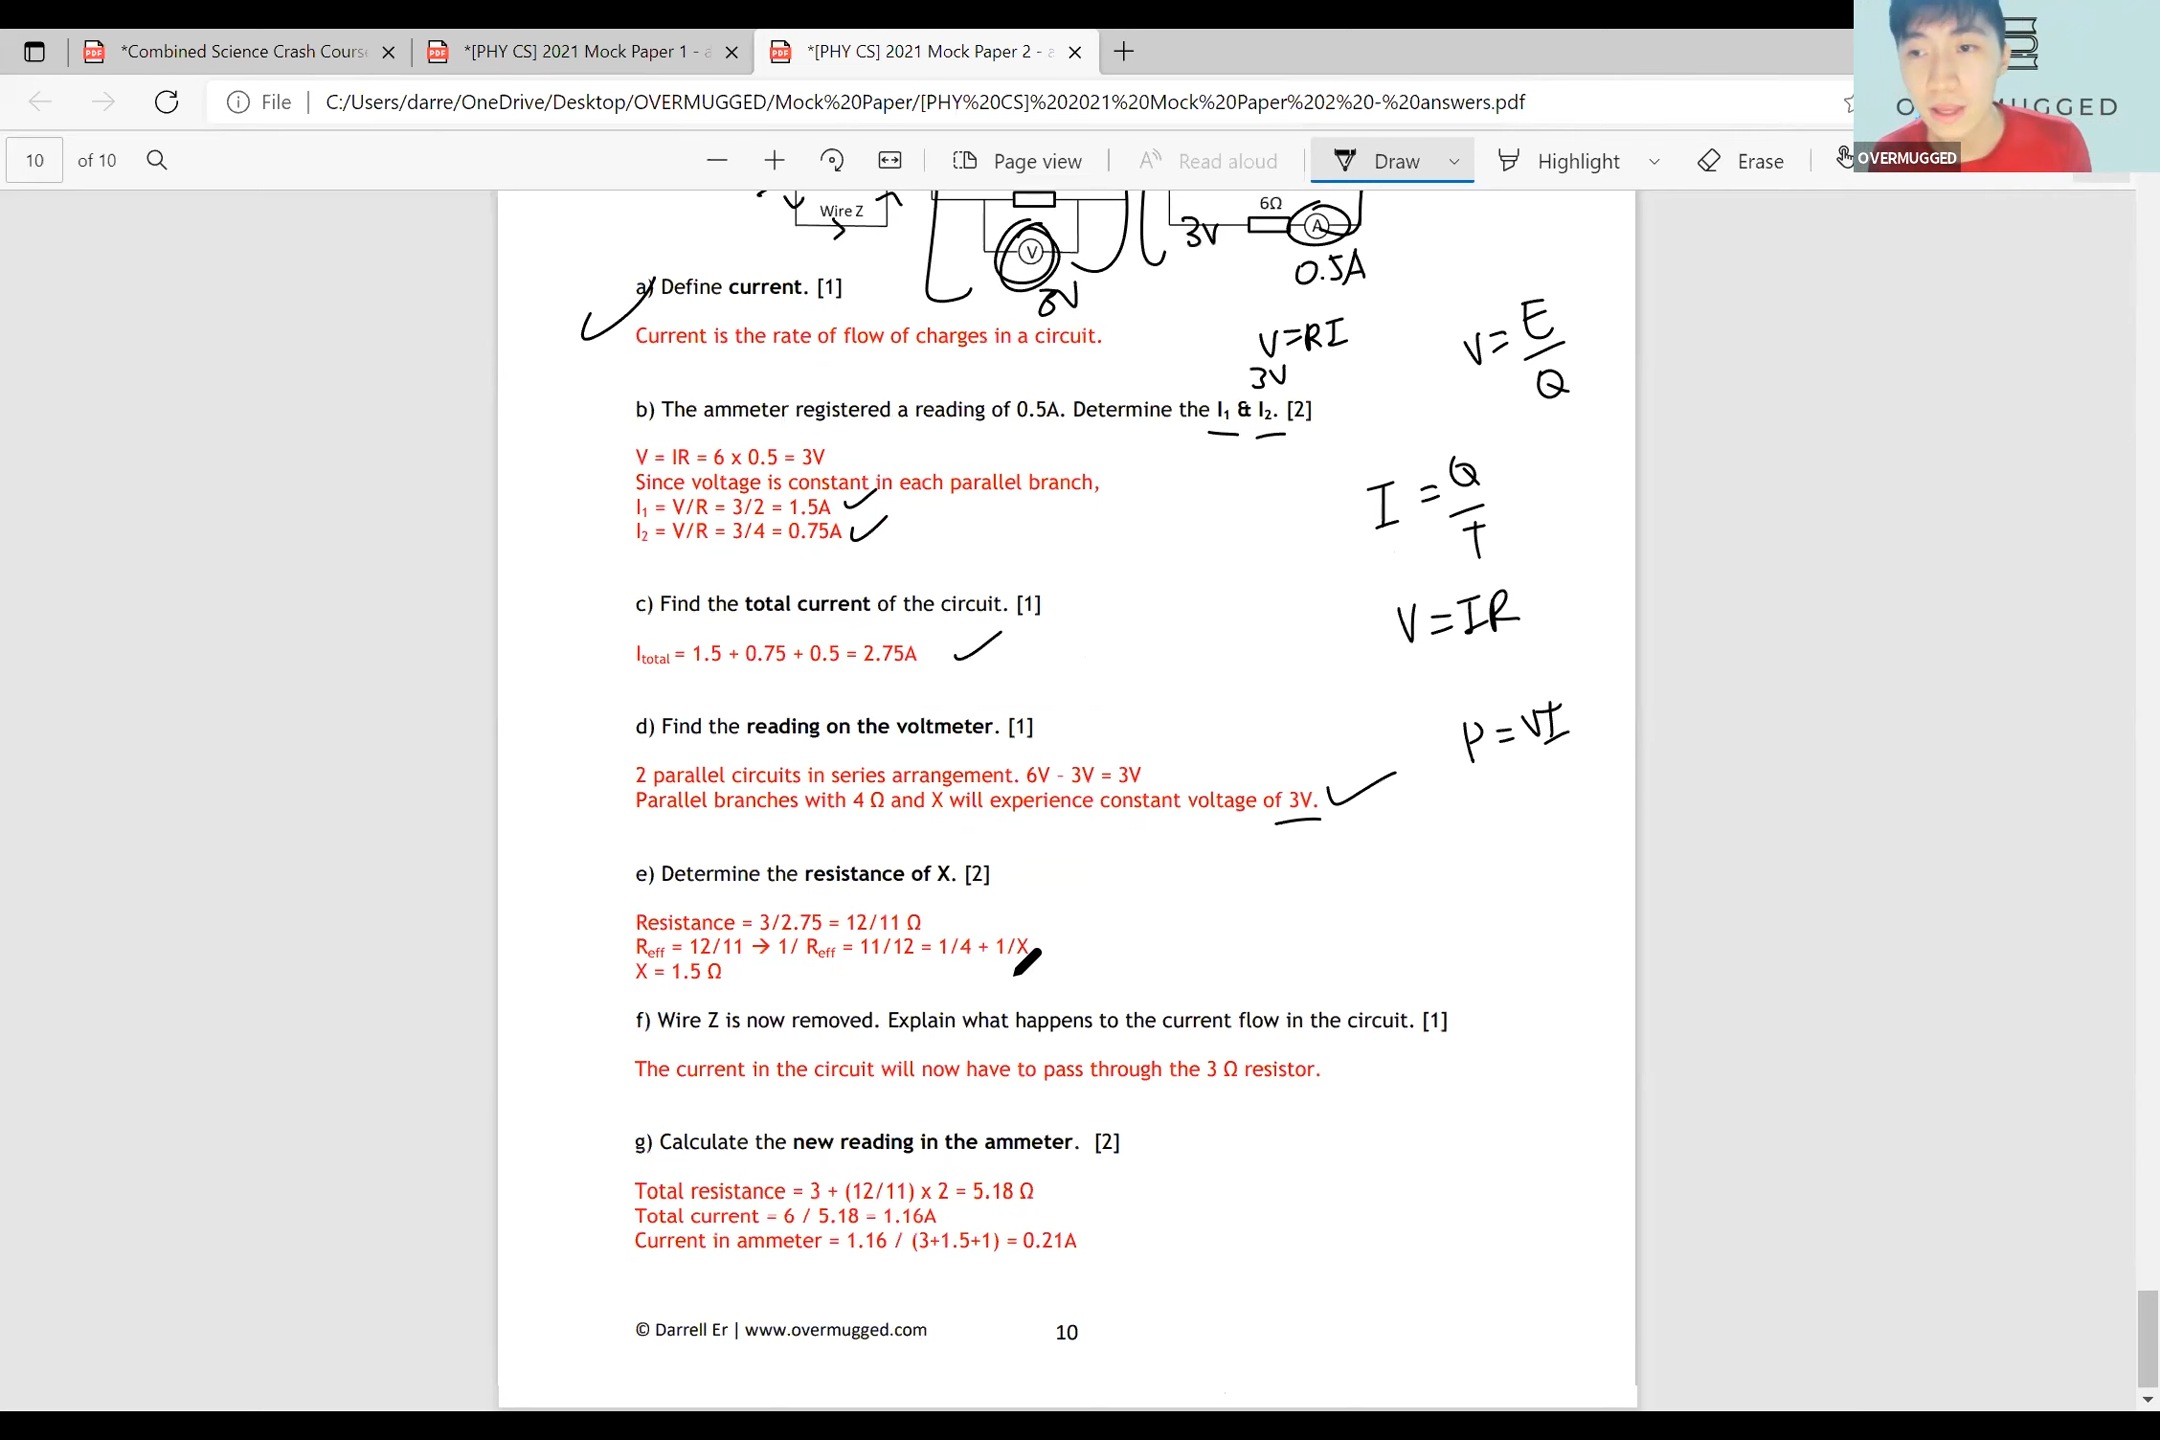 *Combined Science Crash Cours
*[PHY CS] 2021 Mock Paper 1 - a
*[PHY CS] 2021 Mock Paper 2 - a
File
C:/Users/darre/OneDrive/Desktop/OVERMUGGED/Mock%20Paper/[PHY%20CS]%202021%20Mock%20Paper%202%20-%20answers.pdf
10 of 10
Page view
Read aloud
Draw
Highlight
Erase
OVERMUGGED
Wire Z
V
3V
6Ω
3V
A
0.5A
a) Define current. [1]
Current is the rate of flow of charges in a circuit.
V=RI
3V
V=E/Q
b) The ammeter registered a reading of 0.5A. Determine the I₁ & I₂. [2]
V = IR = 6 x 0.5 = 3V
Since voltage is constant in each parallel branch,
I₁ = V/R = 3/2 = 1.5A
I₂ = V/R = 3/4 = 0.75A
I=Q/T
c) Find the total current of the circuit. [1]
V=IR
Itotal = 1.5 + 0.75 + 0.5 = 2.75A
d) Find the reading on the voltmeter. [1]
P=VI
2 parallel circuits in series arrangement. 6V - 3V = 3V
Parallel branches with 4 Ω and X will experience constant voltage of 3V.
e) Determine the resistance of X. [2]
Resistance = 3/2.75 = 12/11 Ω
Reff = 12/11 → 1/ Reff = 11/12 = 1/4 + 1/X
X = 1.5 Ω
f) Wire Z is now removed. Explain what happens to the current flow in the circuit. [1]
The current in the circuit will now have to pass through the 3 Ω resistor.
g) Calculate the new reading in the ammeter. [2]
Total resistance = 3 + (12/11) x 2 = 5.18 Ω
Total current = 6 / 5.18 = 1.16A
Current in ammeter = 1.16 / (3+1.5+1) = 0.21A
© Darrell Er | www.overmugged.com
10